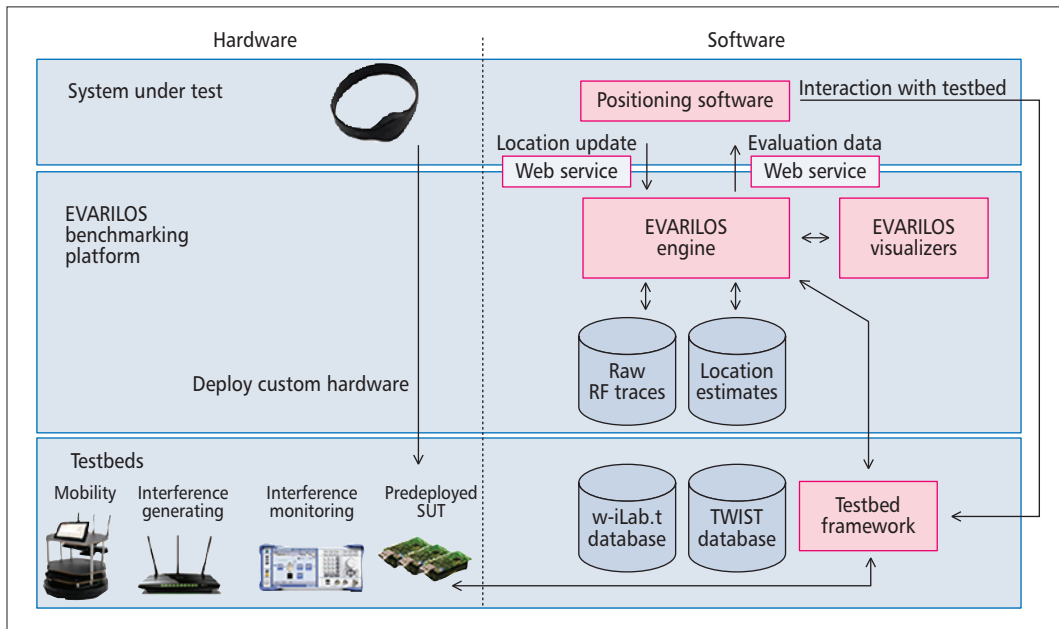 Hardware
Software
System under test
Positioning software
Interaction with testbed
Location update
Evaluation data
Web service
Web service
EVARILOS
benchmarking
platform
EVARILOS
engine
EVARILOS
visualizers
Raw
RF traces
Location
estimates
Deploy custom hardware
Testbeds
Mobility
Interference
generating
Interference
monitoring
Predeployed
SUT
w-iLab.t
database
TWIST
database
Testbed
framework